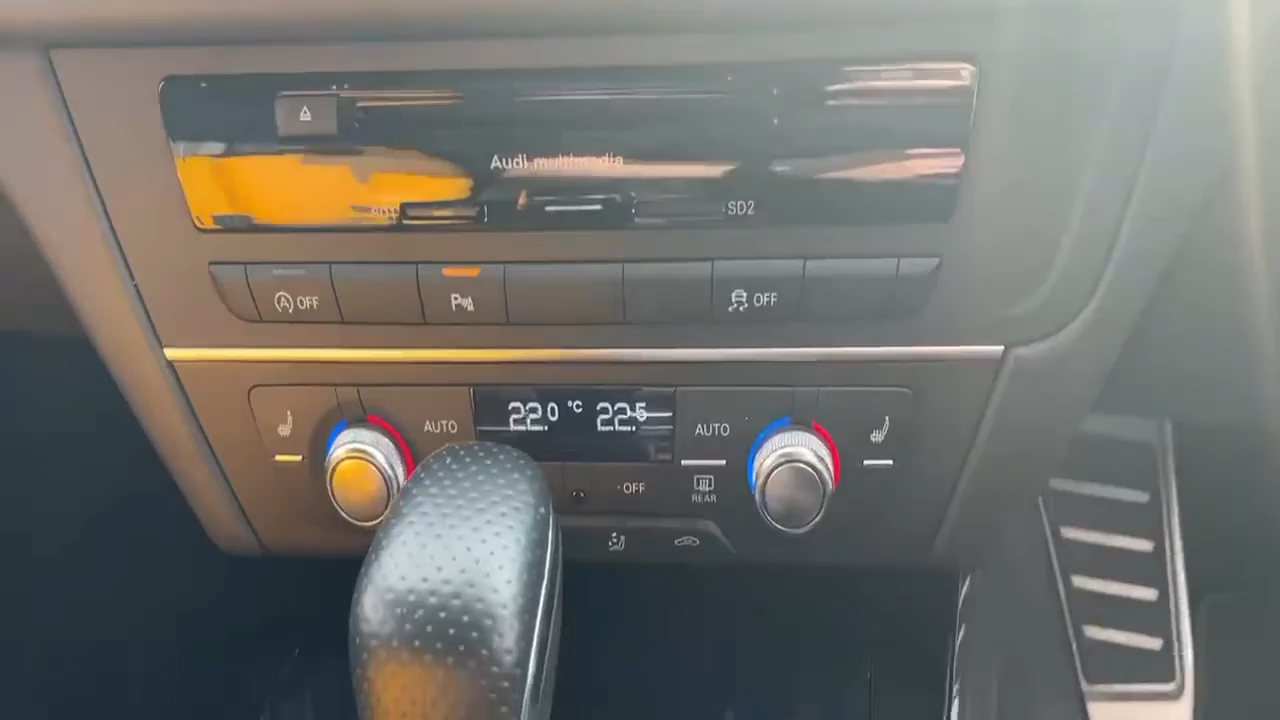 Audi multimedia
SD2
A OFF
P
OFF
AUTO
22.0 °C 22.5
AUTO
OFF
REAR